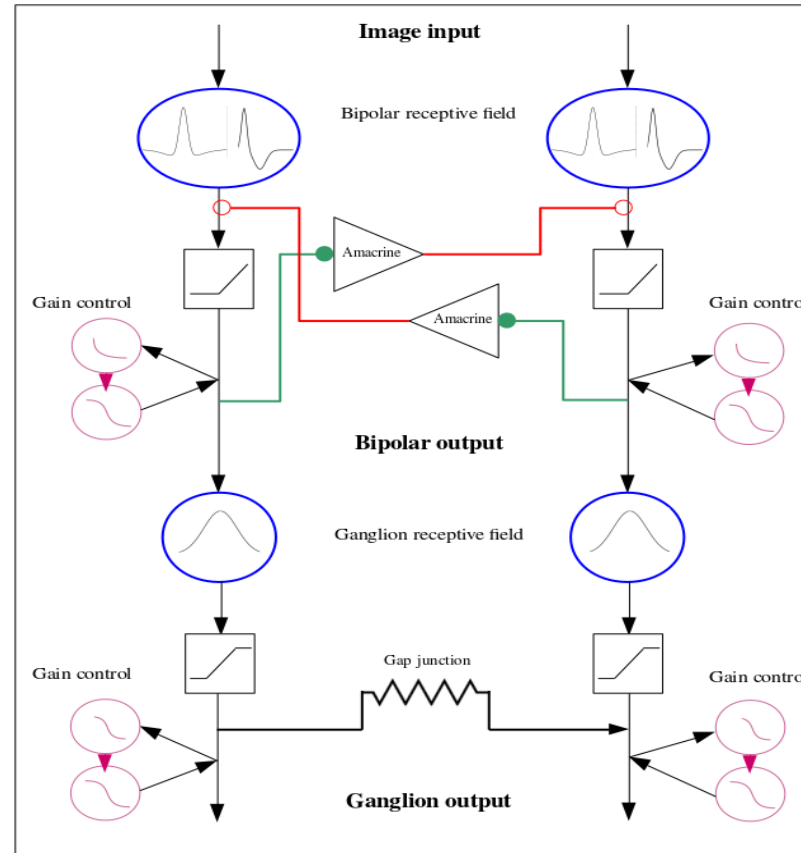 Image input
Bipolar receptive field
Amacrine
Gain control
Amacrine
Gain control
Bipolar output
Ganglion receptive field
Gap junction
Gain control
Gain control
Ganglion output